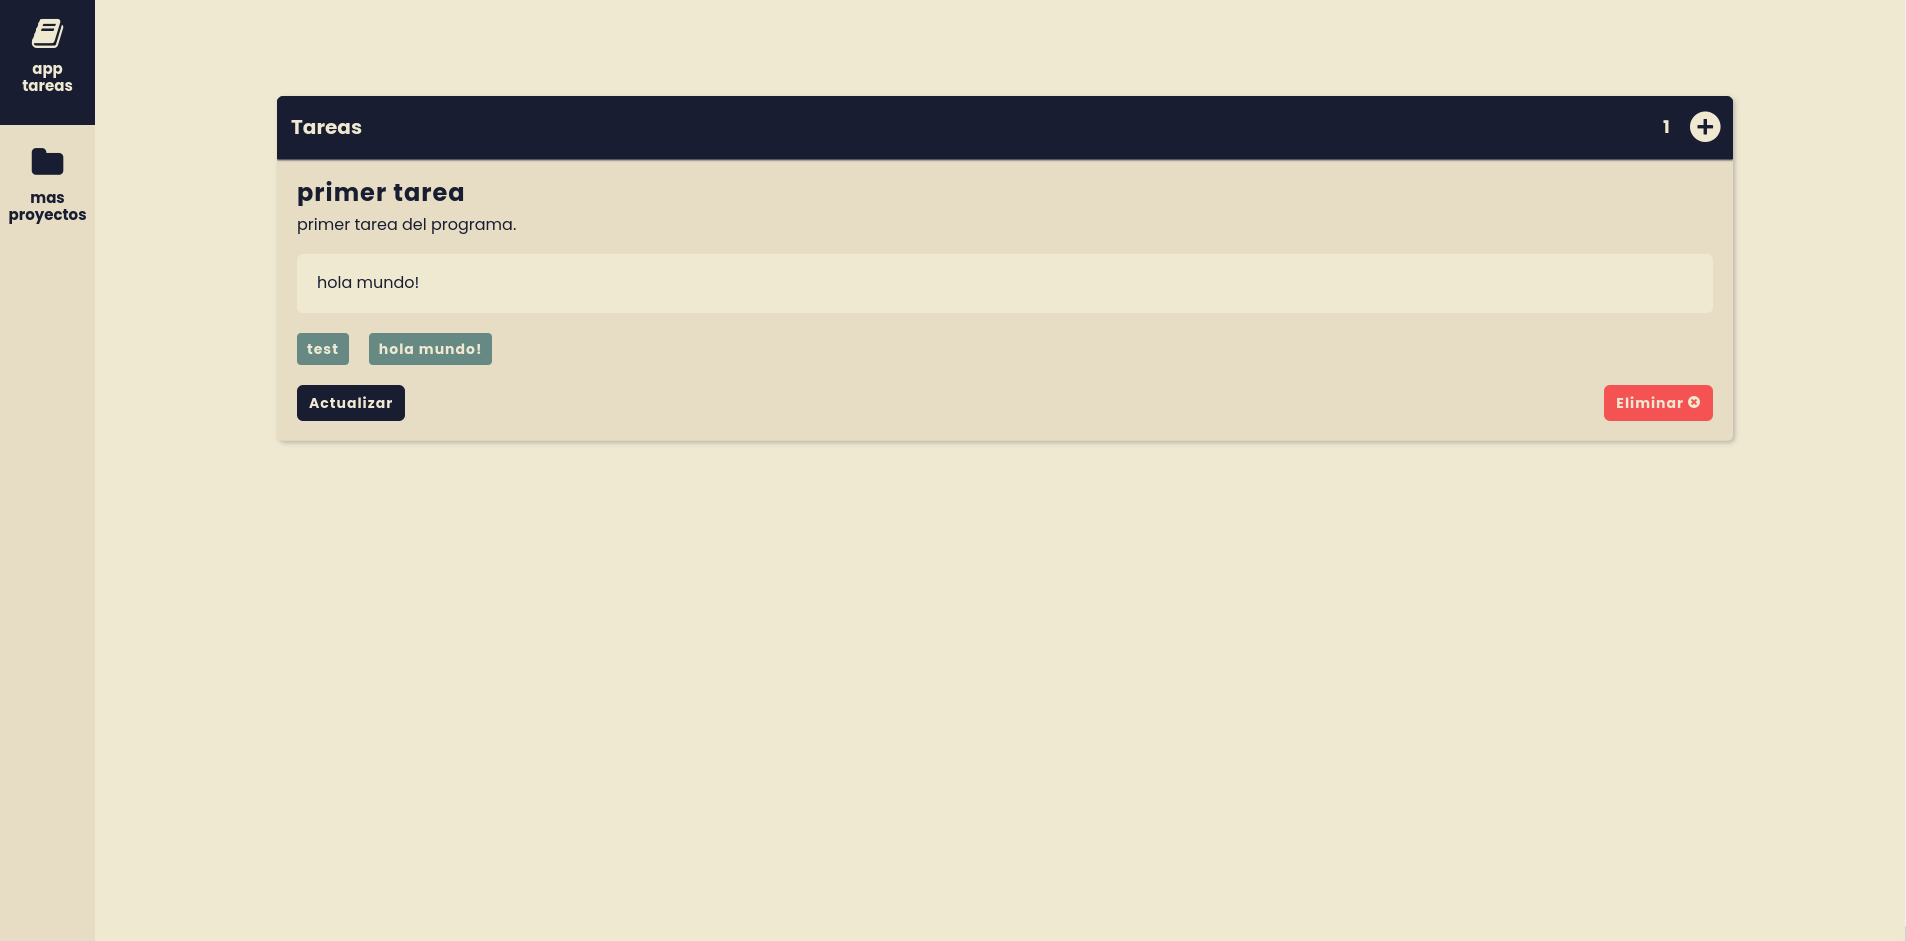 app
tareas
mas
proyectos
Tareas 1
primer tarea
primer tarea del programa.
hola mundo!
test hola mundo!
Actualizar Eliminar